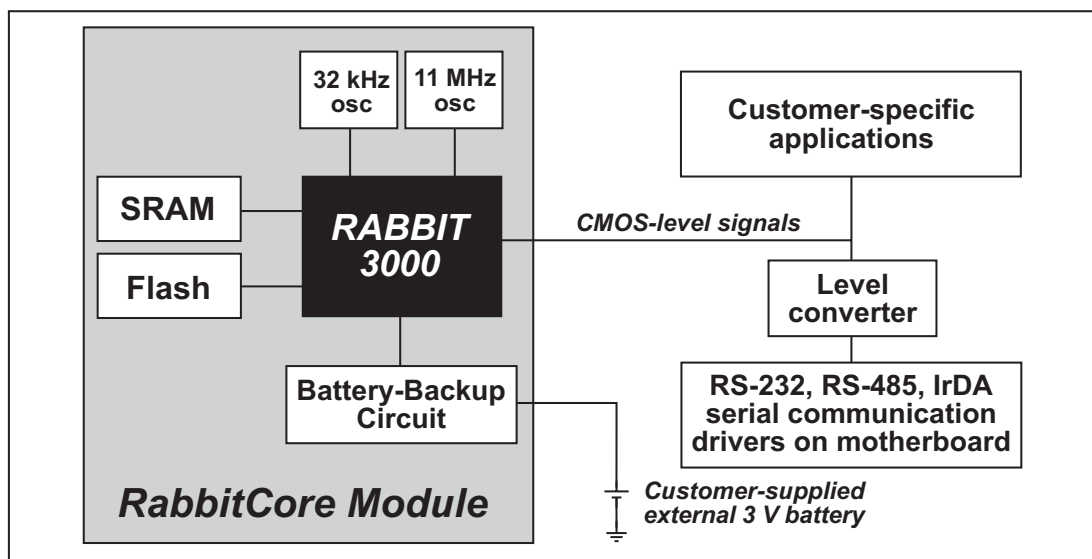 32 kHz
osc
11 MHz
osc
Customer-specific
applications
SRAM
RABBIT
3000
CMOS-level signals
Flash
Level
converter
Battery-Backup
Circuit
RS-232, RS-485, IrDA
serial communication
drivers on motherboard
RabbitCore Module
Customer-supplied
external 3 V battery